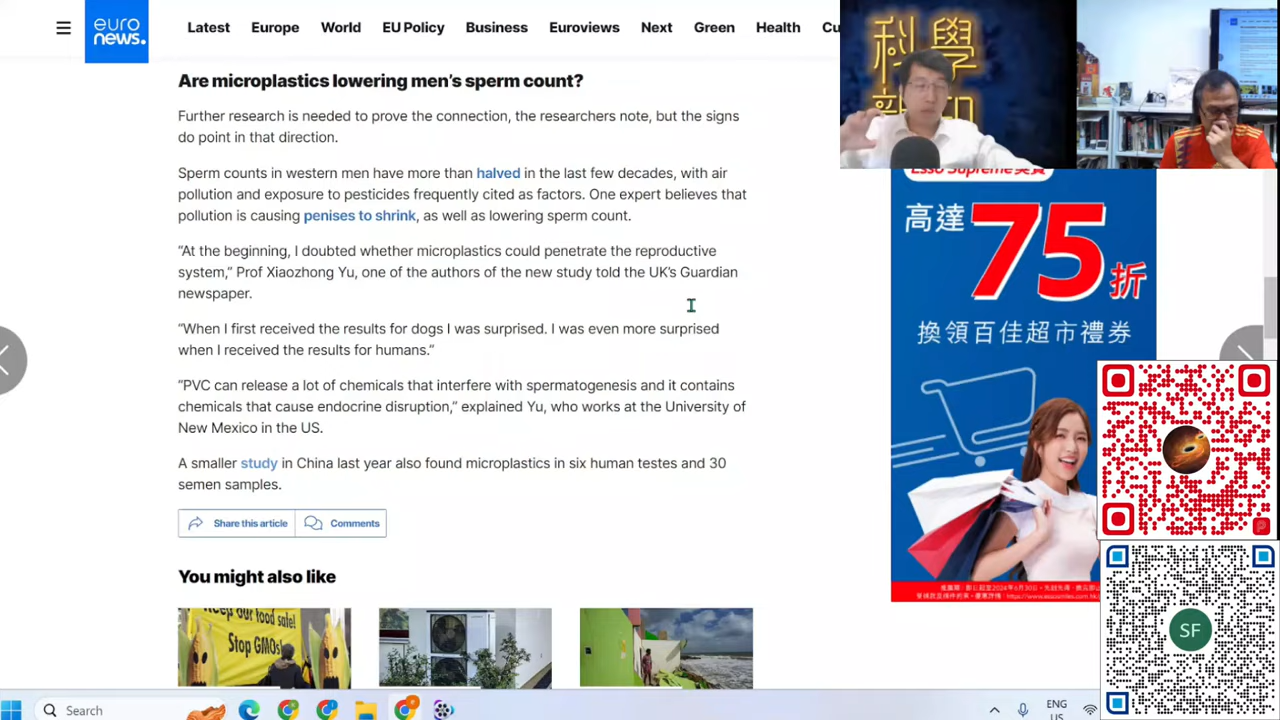 euro
news.
Latest
Europe
World
EU Policy
Business
Euroviews
Next
Green
Health
Cu
科學
Are microplastics lowering men's sperm count?
Further research is needed to prove the connection, the researchers note, but the signs
do point in that direction.
Sperm counts in western men have more than halved in the last few decades, with air
pollution and exposure to pesticides frequently cited as factors. One expert believes that
pollution is causing penises to shrink, as well as lowering sperm count.
“At the beginning, I doubted whether microplastics could penetrate the reproductive
system,” Prof Xiaozhong Yu, one of the authors of the new study told the UK’s Guardian
newspaper.
“When I first received the results for dogs I was surprised. I was even more surprised
when I received the results for humans.”
“PVC can release a lot of chemicals that interfere with spermatogenesis and it contains
chemicals that cause endocrine disruption,” explained Yu, who works at the University of
New Mexico in the US.
A smaller study in China last year also found microplastics in six human testes and 30
semen samples.
Share this article
Comments
You might also like
Keep our food safe!
Stop GMOs!
Esso Supreme
高達75折
換領百佳超市禮券
SF
Search
ENG
US